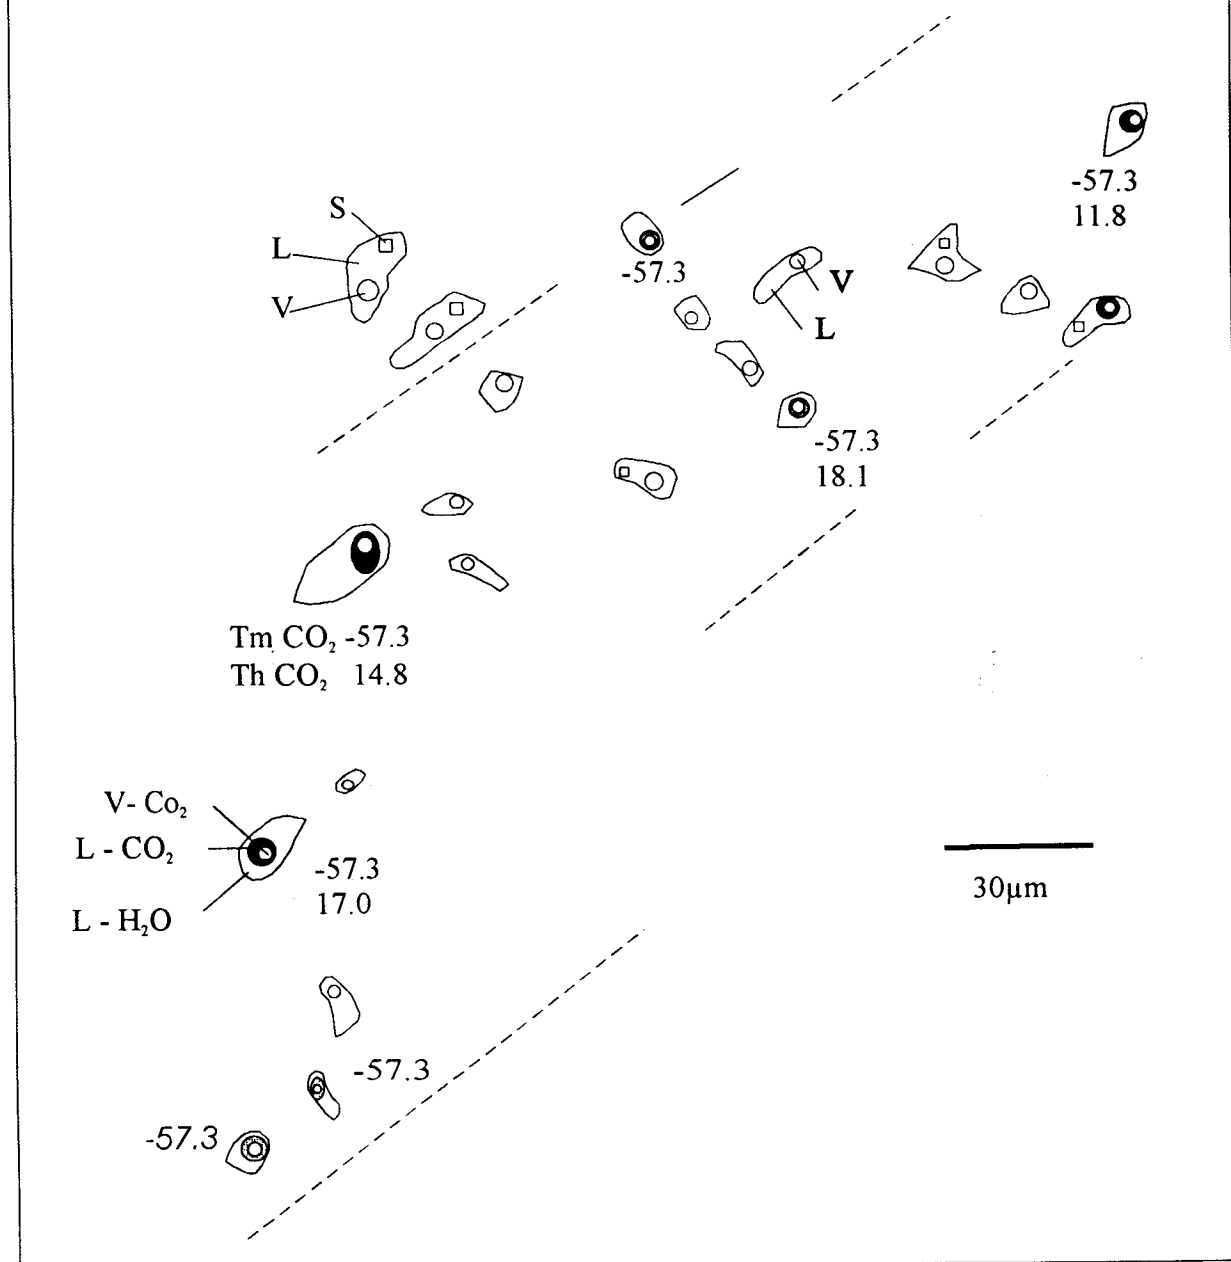 -57.3
11.8
S
L
V
-57.3
V
L
-57.3
18.1
Tm CO₂ -57.3
Th CO₂ 14.8
V- Co₂
L - CO₂
L - H₂O
-57.3
17.0
30µm
-57.3
-57.3